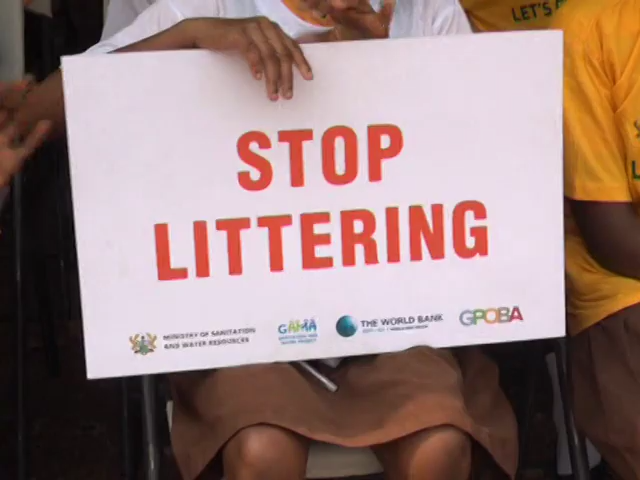 LET'S
STOP
LITTERING
MINISTRY OF SANITATION
AND WATER RESOURCES
GAMA
THE WORLD BANK
GPOBA